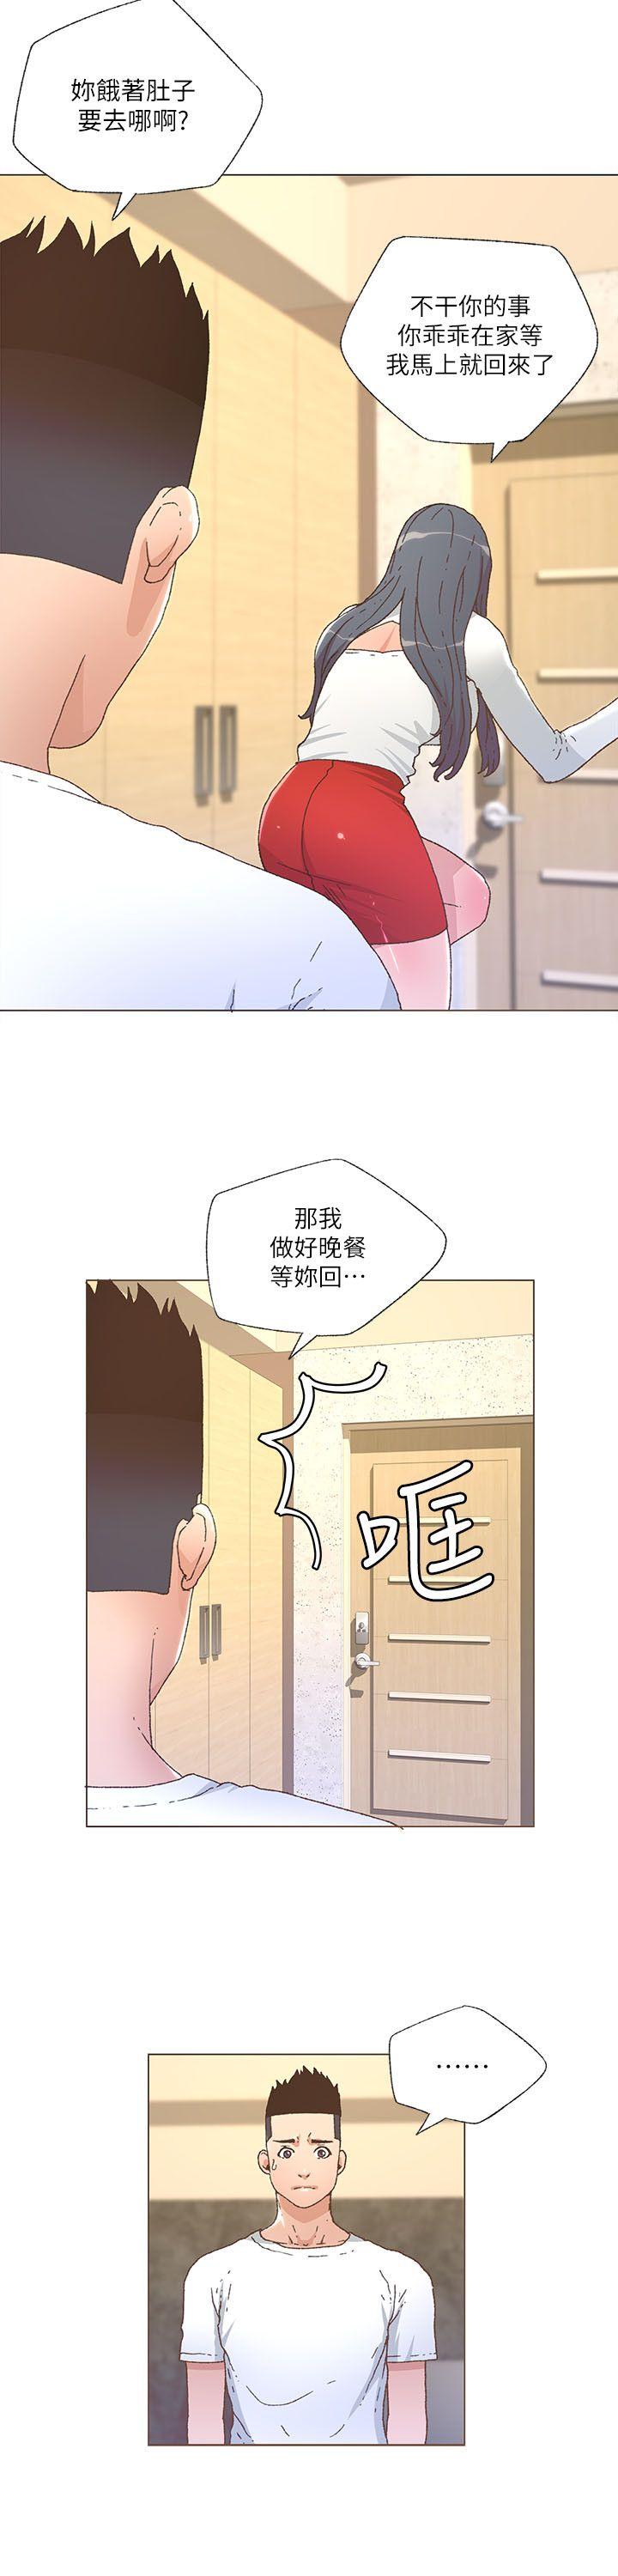 妳餓著肚子
要去哪啊?
不干你的事
你乖乖在家等
我馬上就回來了
那我
做好晚餐
等妳回⋯
哐
⋯⋯